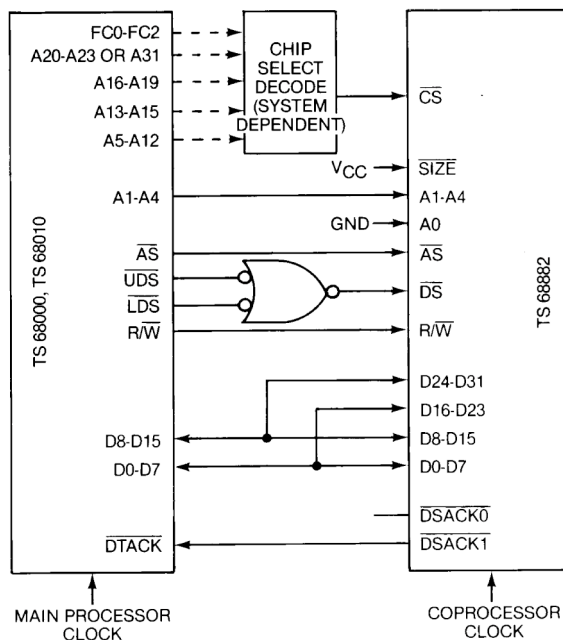 FC0-FC2
A20-A23 OR A31
A16-A19
A13-A15
A5-A12
CHIP
SELECT
DECODE
(SYSTEM
DEPENDENT)
CS
VCC
SIZE
A1-A4
A1-A4
GND
A0
AS
AS
UDS
DS
LDS
R/W
R/W
TS 68000, TS 68010
TS 68882
D24-D31
D16-D23
D8-D15
D8-D15
D0-D7
D0-D7
DSACK0
DTACK
DSACK1
MAIN PROCESSOR
CLOCK
COPROCESSOR
CLOCK